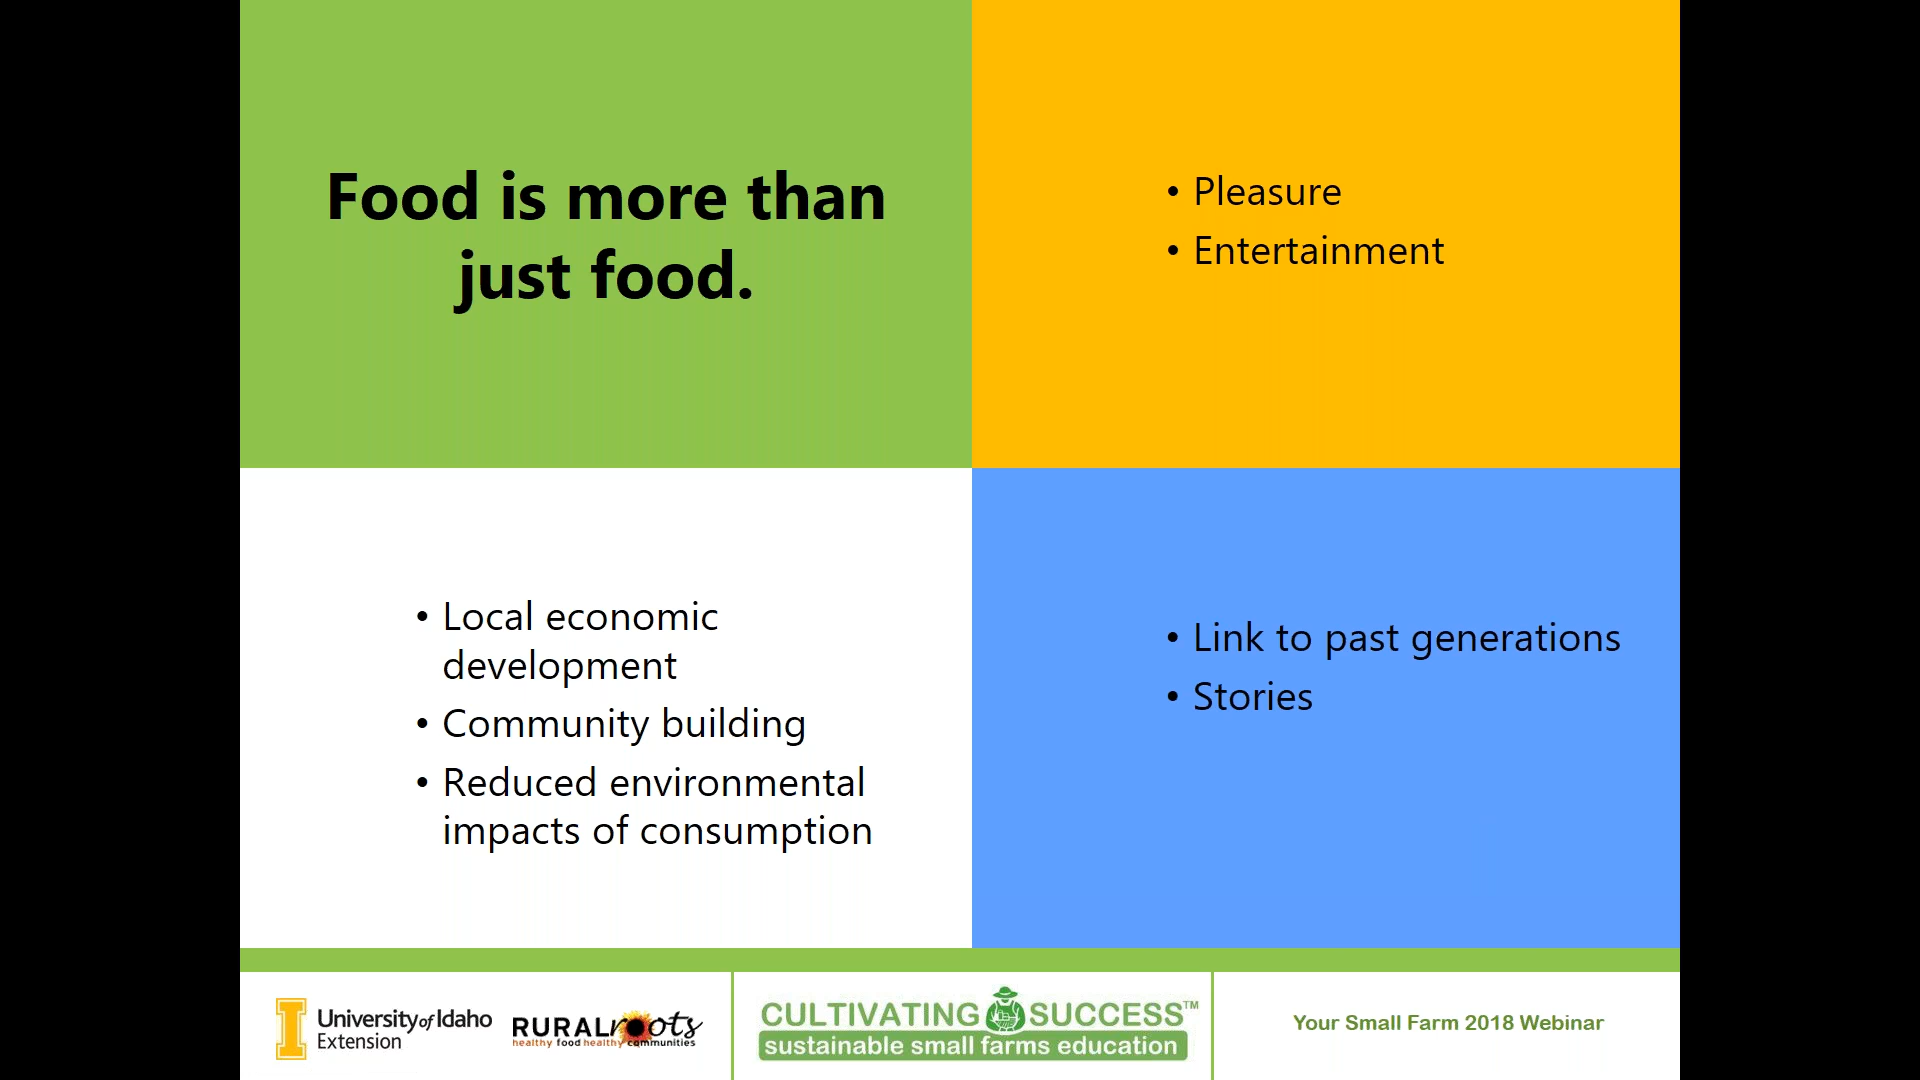 Food is more than
just food.
• Pleasure
• Entertainment
• Local economic
development
• Community building
• Reduced environmental
impacts of consumption
• Link to past generations
• Stories
University of Idaho
Extension
RURALroots
healthy food healthy communities
CULTIVATING SUCCESS™
sustainable small farms education
Your Small Farm 2018 Webinar